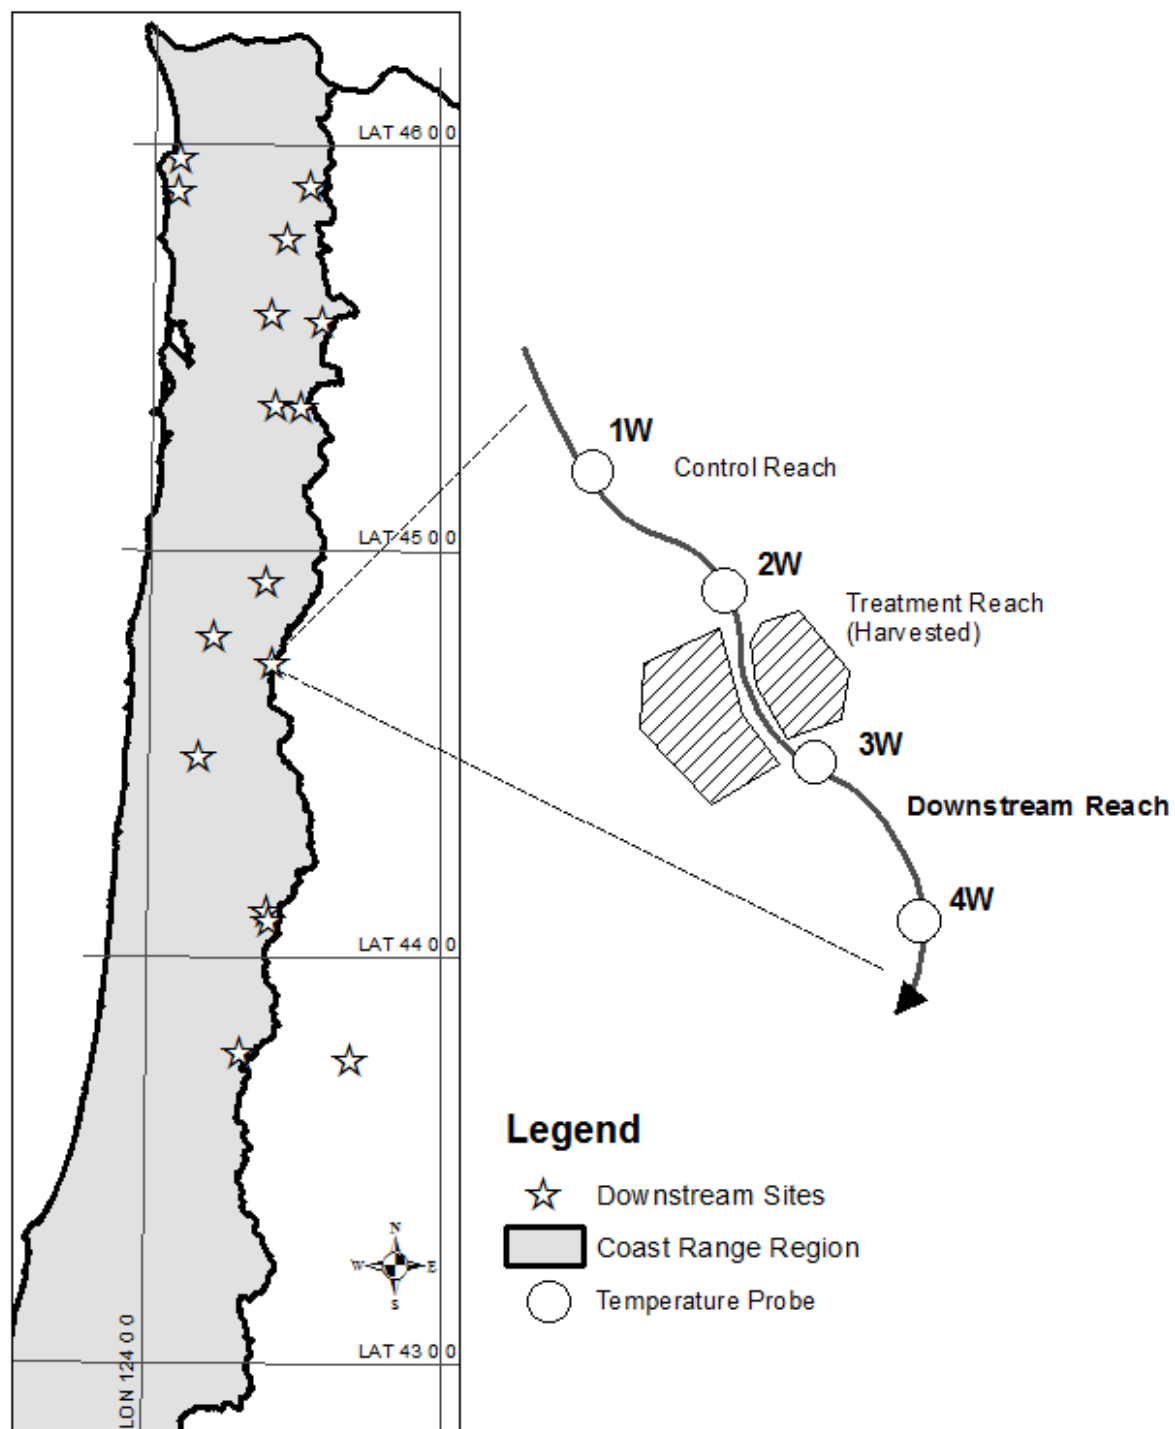 LAT 46 0 0
LAT 45 0 0
LAT 44 0 0
LAT 43 0 0
LON 124 0 0
N
W
E
S
1W
Control Reach
2W
Treatment Reach
(Harvested)
3W
Downstream Reach
4W
Legend
Downstream Sites
Coast Range Region
Temperature Probe